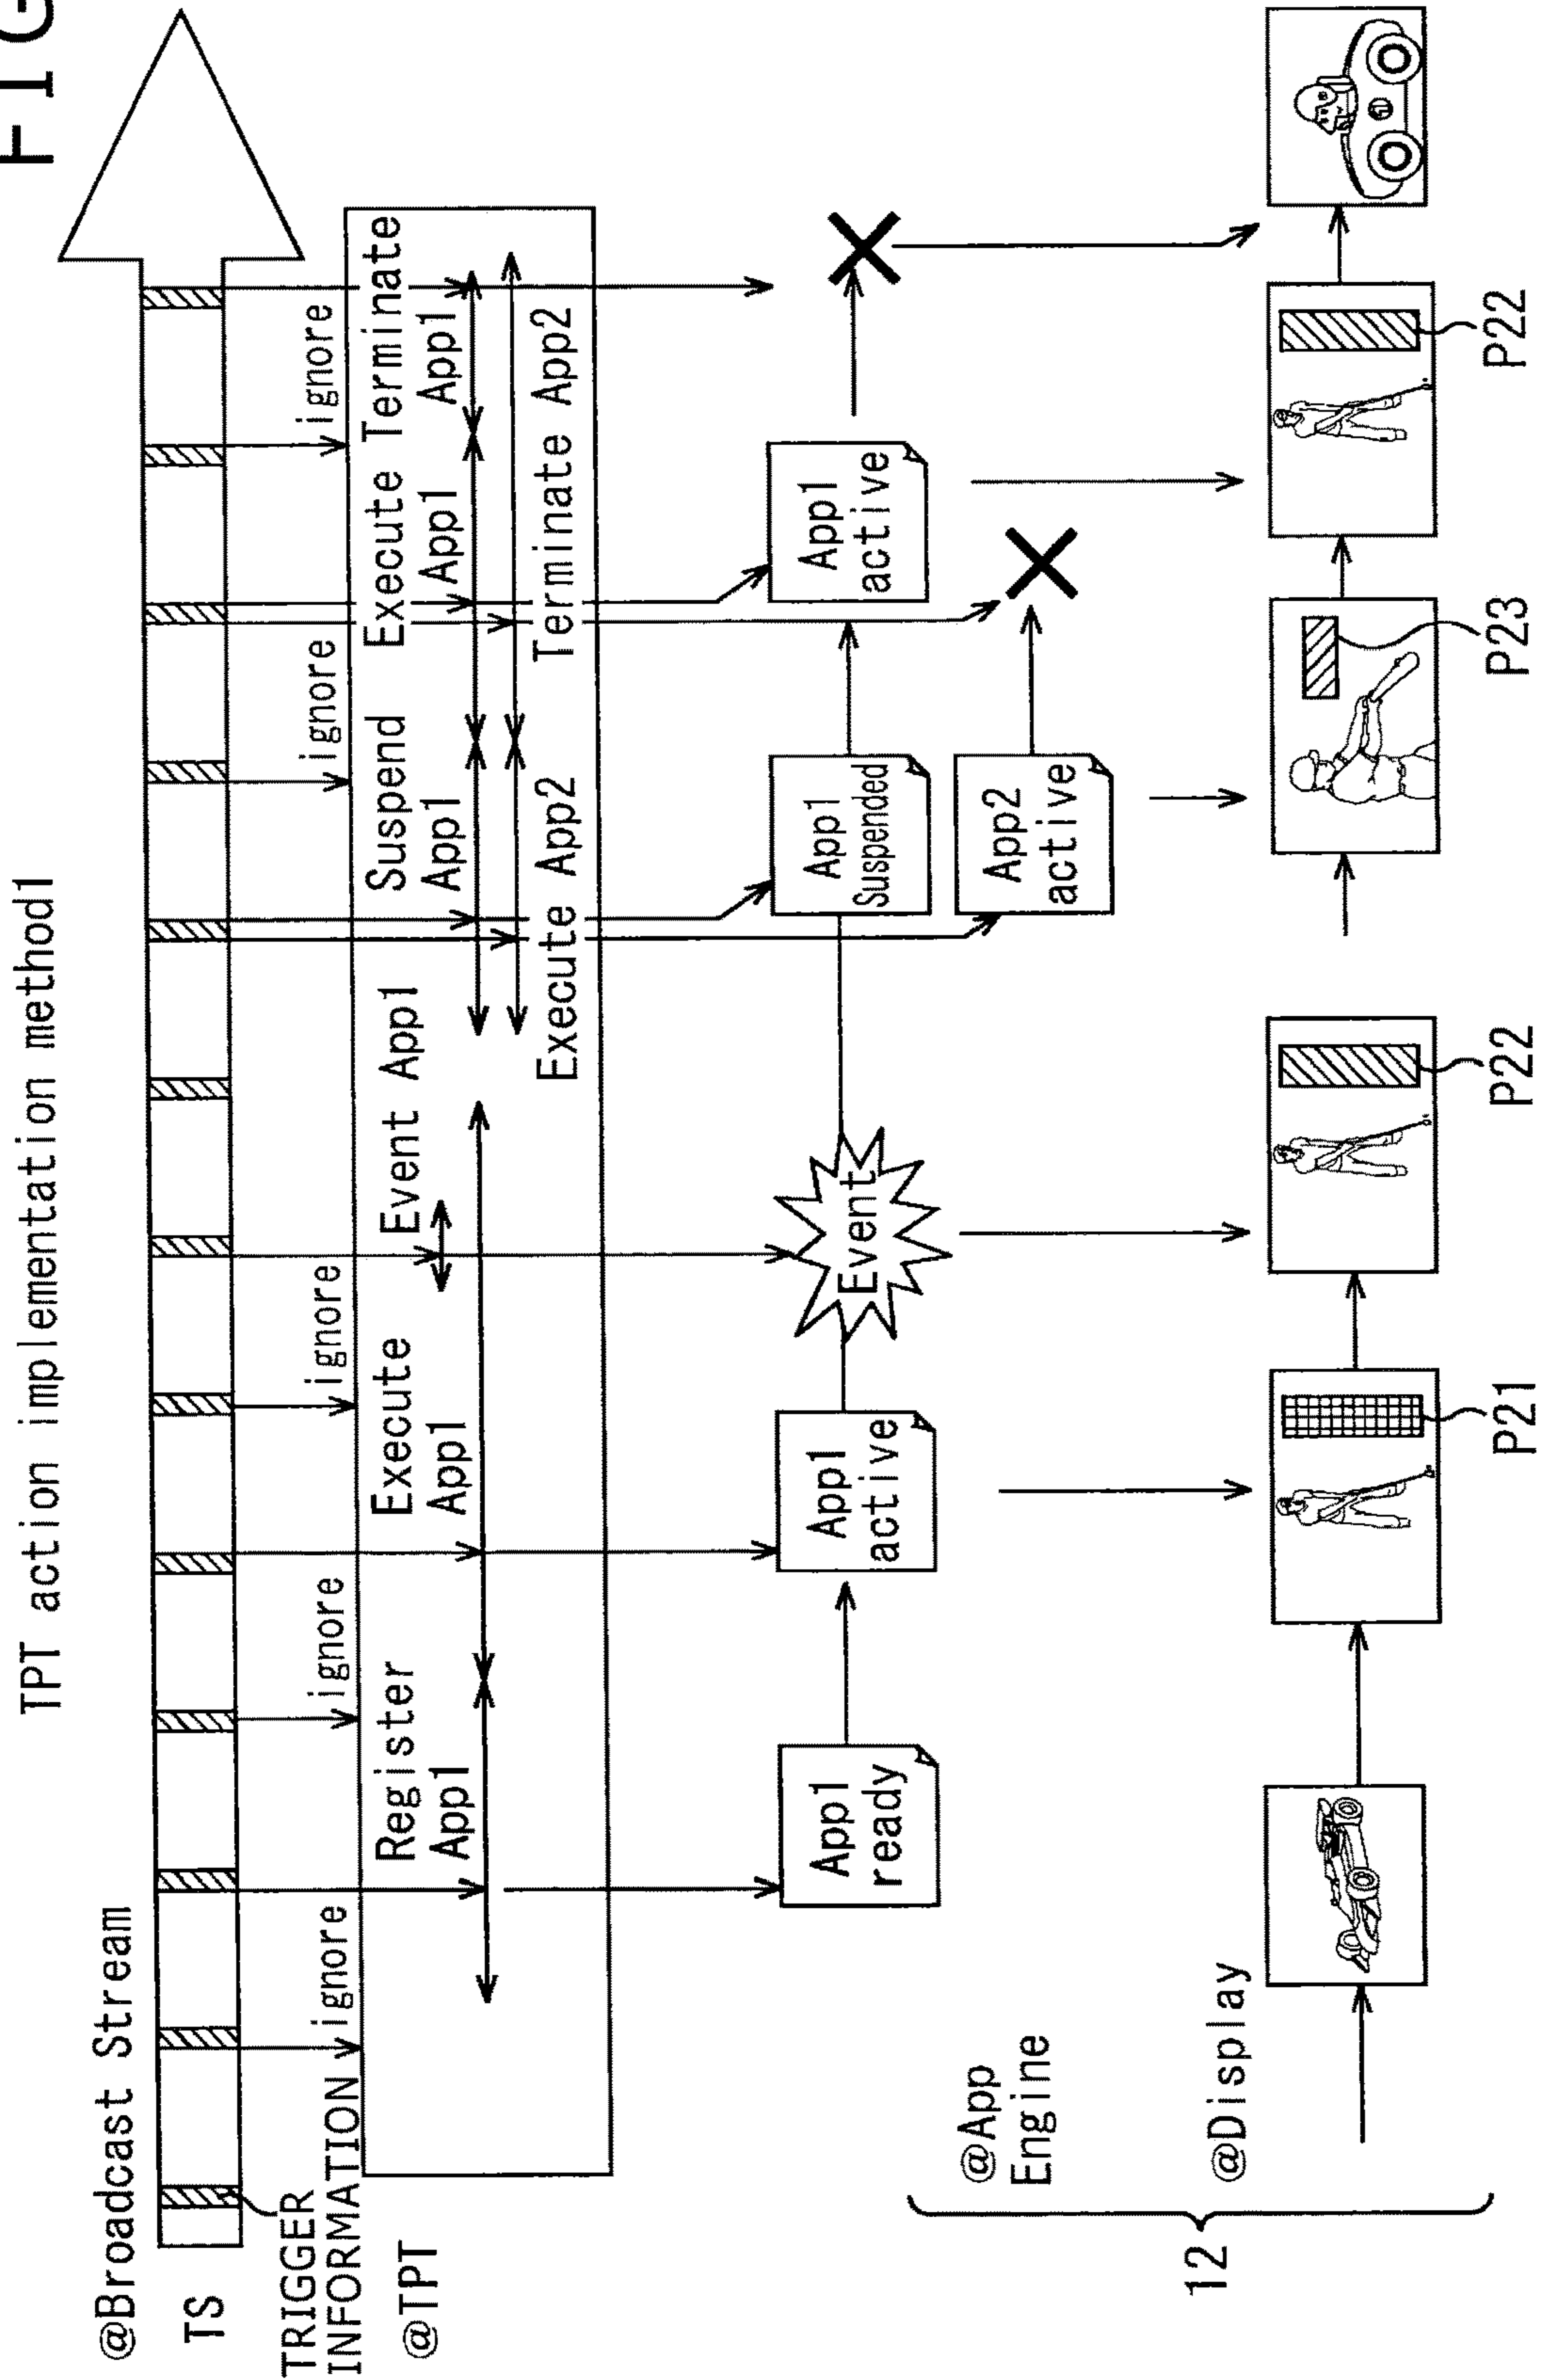 FIG
TPT action implementation method1
@Broadcast Stream
TS
TRIGGER
INFORMATION
ignore
ignore
ignore
ignore
ignore
@TPT
Register
App1
Execute
App1
Event App1
Suspend
App1
Execute
App1
Terminate
App1
Execute App2
Terminate App2
@App
Engine
App1
ready
App1
active
Event
App1
Suspended
App1
active
App2
active
12
@Display
P21
P22
P23
P22